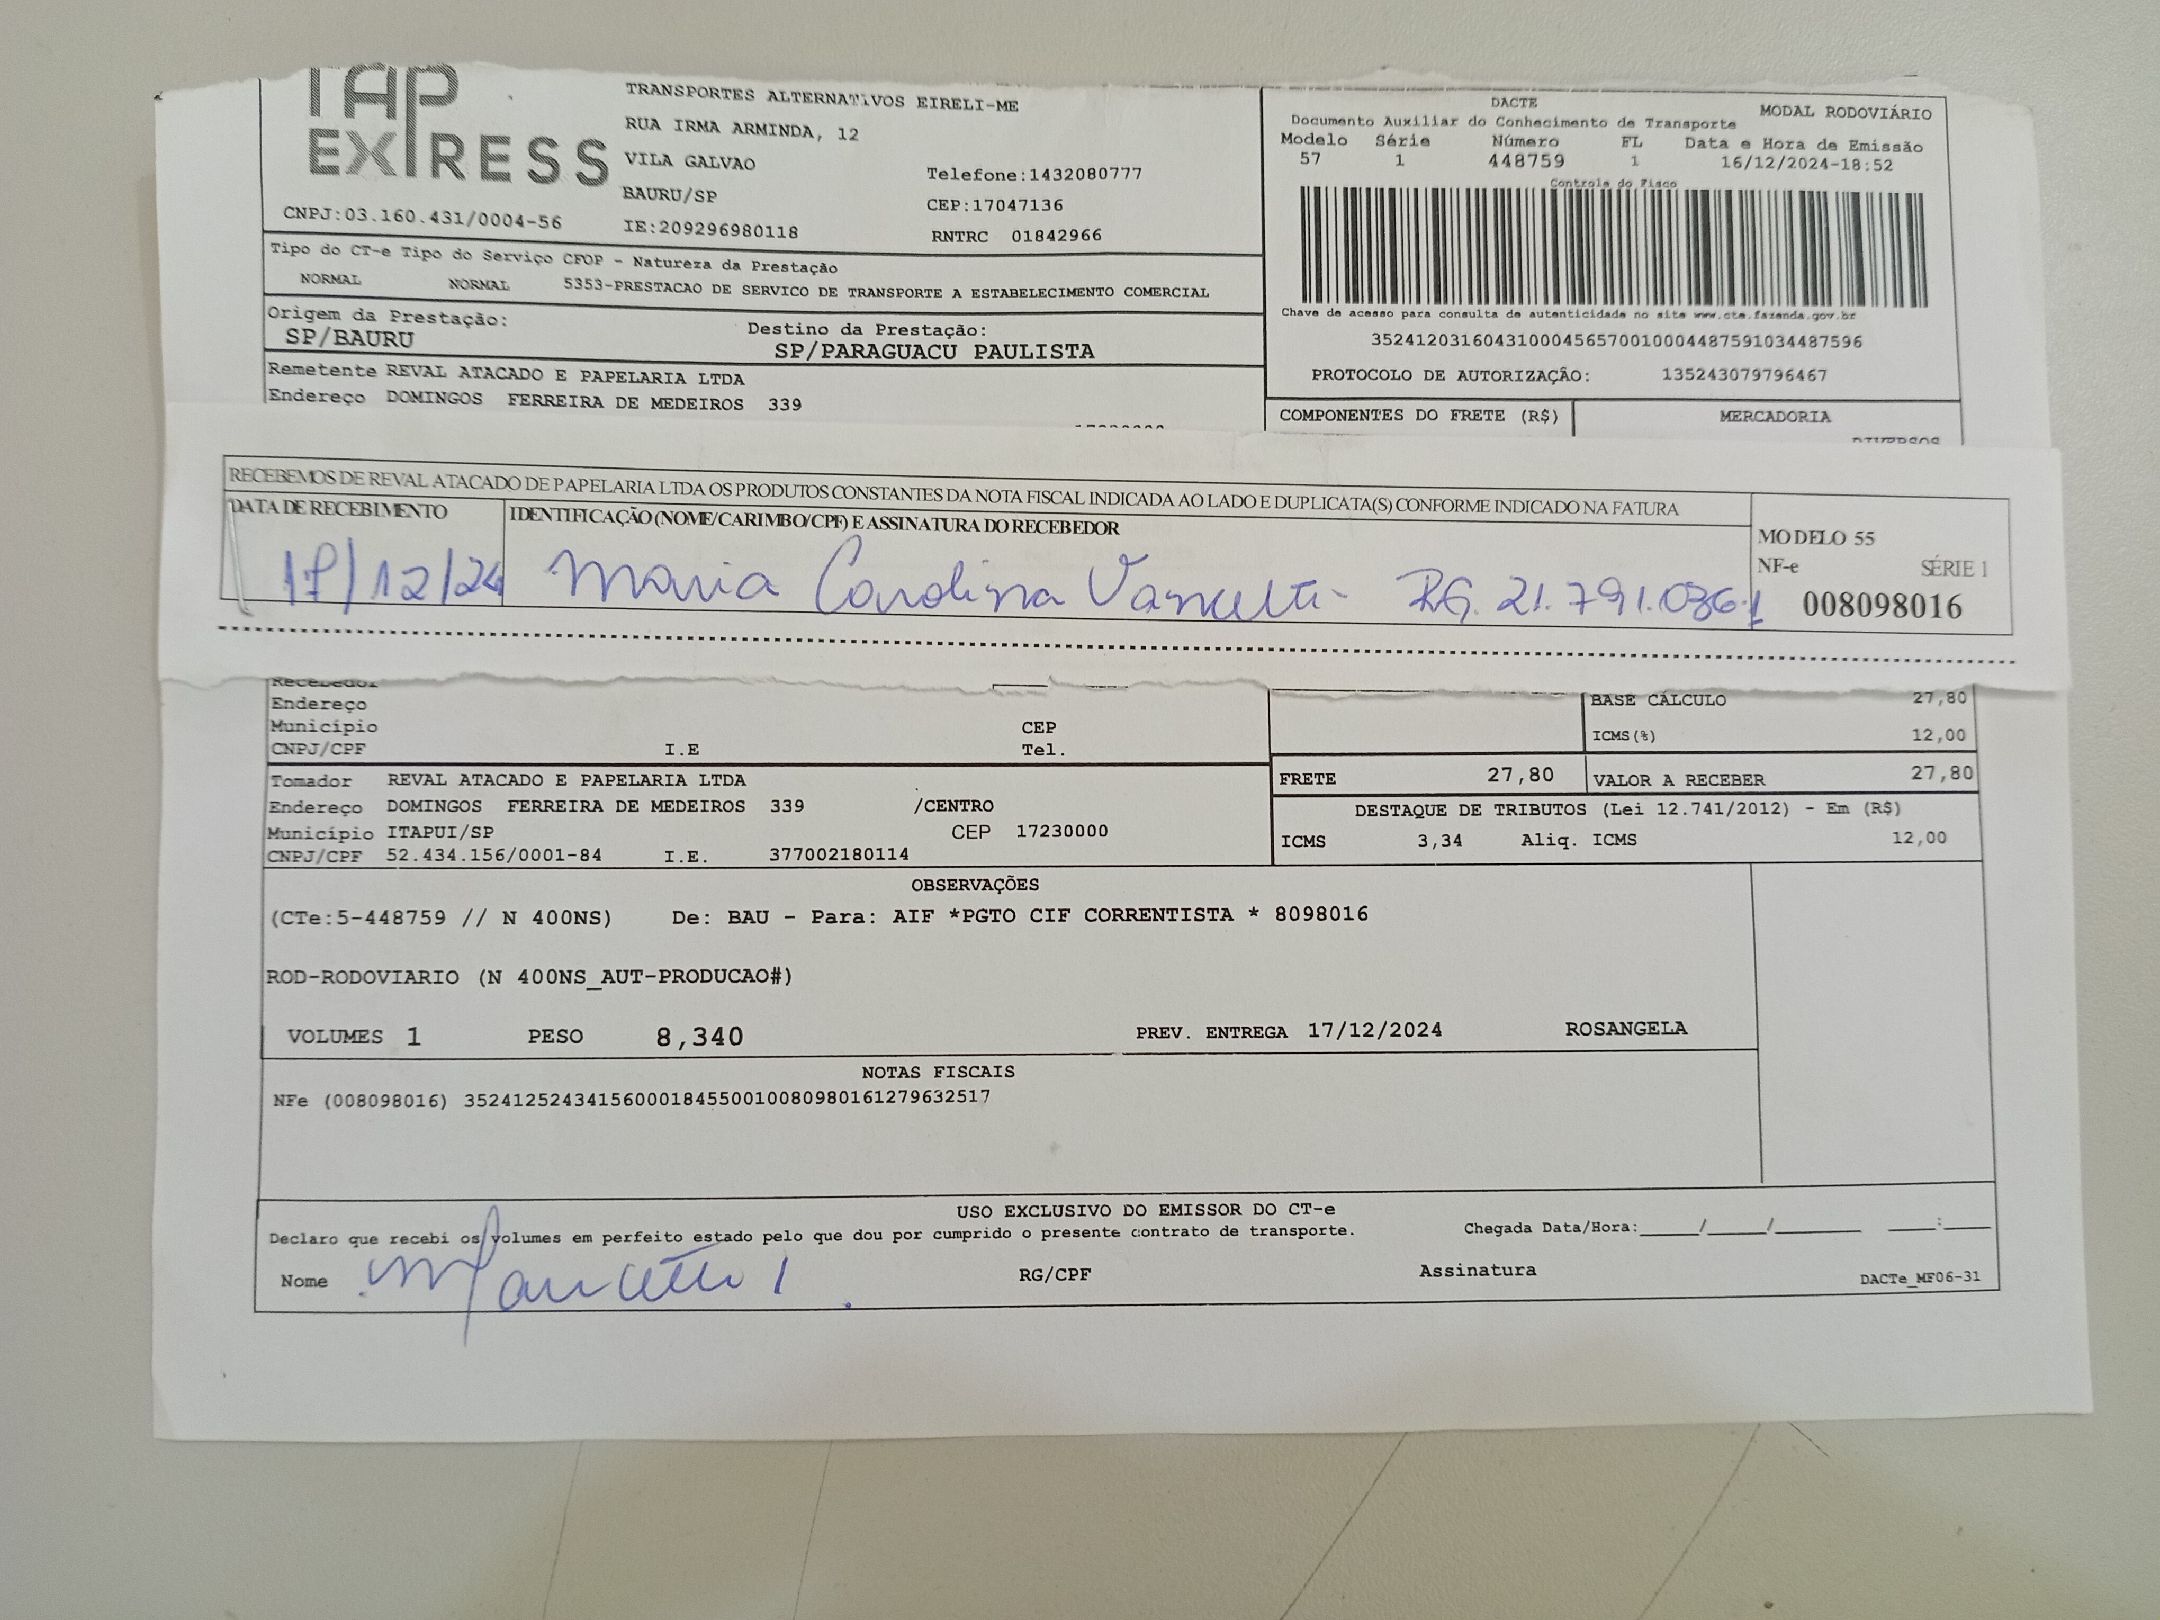 TAP
EXPRESS
TRANSPORTES ALTERNATIVOS EIRELI-ME
RUA IRMA ARMINDA, 12
VILA GALVAO
Telefone:1432080777
BAURU/SP
CEP:17047136
CNPJ:03.160.431/0004-56
IE:209296980118
RNTRC 01842966
DACTE
MODAL RODOVIÁRIO
Documento Auxiliar do Conhecimento de Transporte
Modelo Série Número FL Data e Hora de Emissão
57 1 448759 1 16/12/2024-18:52
Controle do Fisco
Chave de acesso para consulta de autenticidade no site www.cte.fazenda.gov.br
35241203160431000456570010004487591034487596
PROTOCOLO DE AUTORIZAÇÃO: 135243079796467
Tipo do CT-e Tipo do Serviço CFOP - Natureza da Prestação
NORMAL NORMAL 5353-PRESTACAO DE SERVICO DE TRANSPORTE A ESTABELECIMENTO COMERCIAL
Origem da Prestação: Destino da Prestação:
SP/BAURU SP/PARAGUACU PAULISTA
Remetente REVAL ATACADO E PAPELARIA LTDA
Endereço DOMINGOS FERREIRA DE MEDEIROS 339
COMPONENTES DO FRETE (R$) MERCADORIA
DIVERSOS
RECEBEMOS DE REVAL ATACADO DE PAPELARIA LTDA OS PRODUTOS CONSTANTES DA NOTA FISCAL INDICADA AO LADO E DUPLICATA(S) CONFORME INDICADO NA FATURA
DATA DE RECEBIMENTO IDENTIFICAÇÃO (NOME/CARIMBO/CPF) E ASSINATURA DO RECEBEDOR
17/12/24 Maria Carolina RG. 21.791.036-1
MODELO 55
NF-e SÉRIE 1
008098016
Recebedor
Endereço
Município CEP
CNPJ/CPF I.E Tel.
BASE CÁLCULO 27,80
ICMS(%) 12,00
FRETE 27,80 VALOR A RECEBER 27,80
Tomador REVAL ATACADO E PAPELARIA LTDA
Endereço DOMINGOS FERREIRA DE MEDEIROS 339 /CENTRO
Município ITAPUI/SP CEP 17230000
CNPJ/CPF 52.434.156/0001-84 I.E. 377002180114
DESTAQUE DE TRIBUTOS (Lei 12.741/2012) - Em (R$)
ICMS 3,34 Aliq. ICMS 12,00
OBSERVAÇÕES
(CTe:5-448759 // N 400NS) De: BAU - Para: AIF *PGTO CIF CORRENTISTA * 8098016
ROD-RODOVIARIO (N 400NS_AUT-PRODUCAO#)
VOLUMES 1 PESO 8,340 PREV. ENTREGA 17/12/2024 ROSANGELA
NOTAS FISCAIS
NFe (008098016) 35241252434156000184550010080980161279632517
USO EXCLUSIVO DO EMISSOR DO CT-e
Declaro que recebi os volumes em perfeito estado pelo que dou por cumprido o presente contrato de transporte.
Chegada Data/Hora:____/____/______ ___:___
Nome RG/CPF Assinatura
DACTe_MF06-31